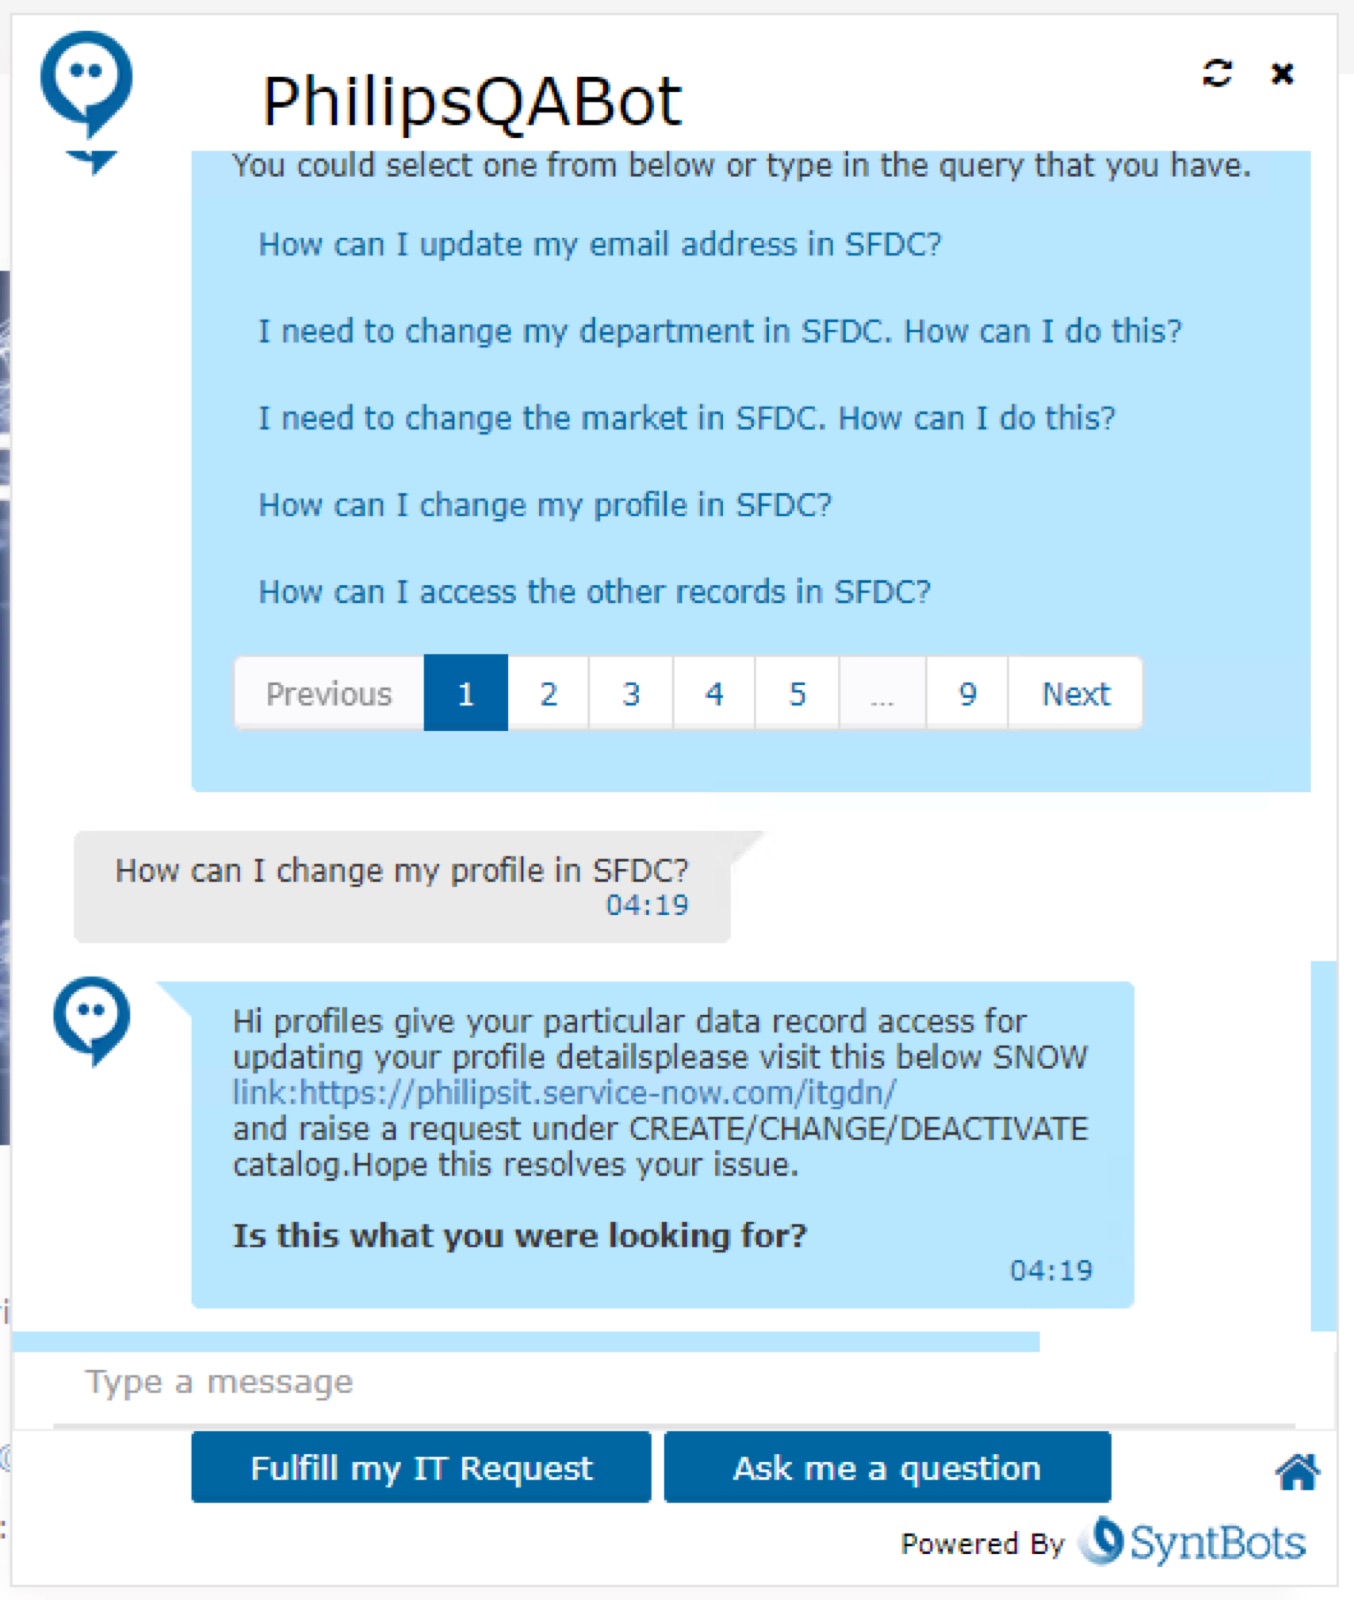 PhilipsQABot
You could select one from below or type in the query that you have.
How can I update my email address in SFDC?
I need to change my department in SFDC. How can I do this?
I need to change the market in SFDC. How can I do this?
How can I change my profile in SFDC?
How can I access the other records in SFDC?
Previous 1 2 3 4 5 ... 9 Next
How can I change my profile in SFDC?
04:19
Hi profiles give your particular data record access for
updating your profile detailsplease visit this below SNOW
link:https://philipsit.service-now.com/itgdn/
and raise a request under CREATE/CHANGE/DEACTIVATE
catalog.Hope this resolves your issue.
Is this what you were looking for?
04:19
Type a message
Fulfill my IT Request Ask me a question
Powered By SyntBots